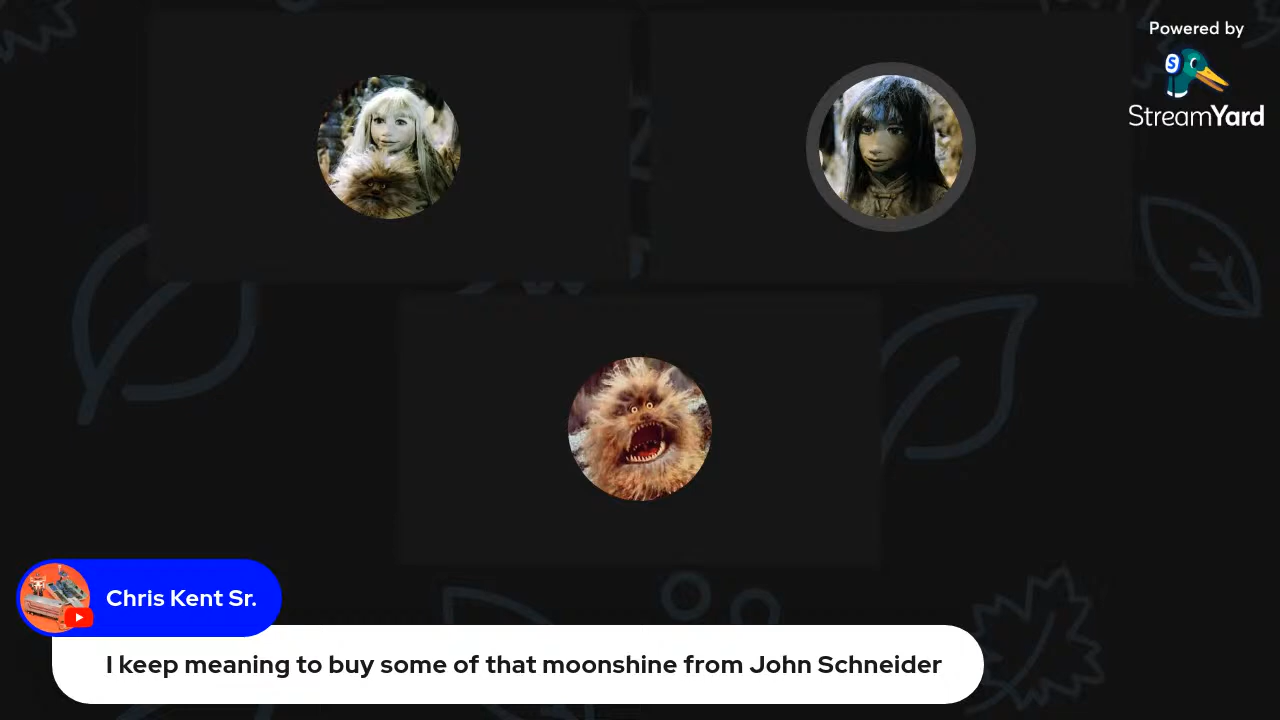 Powered by
StreamYard
Chris Kent Sr.
I keep meaning to buy some of that moonshine from John Schneider